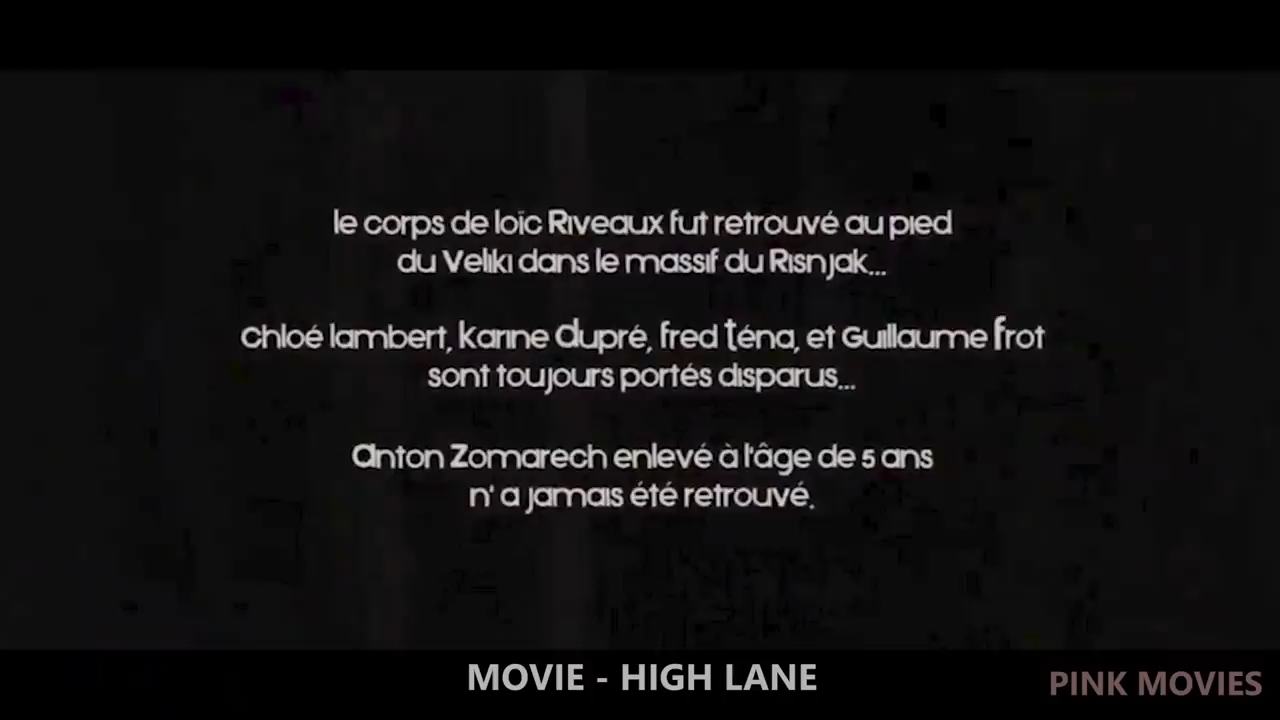 le corps de loïc Riveaux fut retrouvé au pied
du Veliki dans le massif du Risnjak...
chloé lambert, karine dupré, fred téna, et Guillaume frot
sont toujours portés disparus...
anton Zomarech enlevé à l'âge de 5 ans
n' a jamais été retrouvé.
MOVIE - HIGH LANE
PINK MOVIES